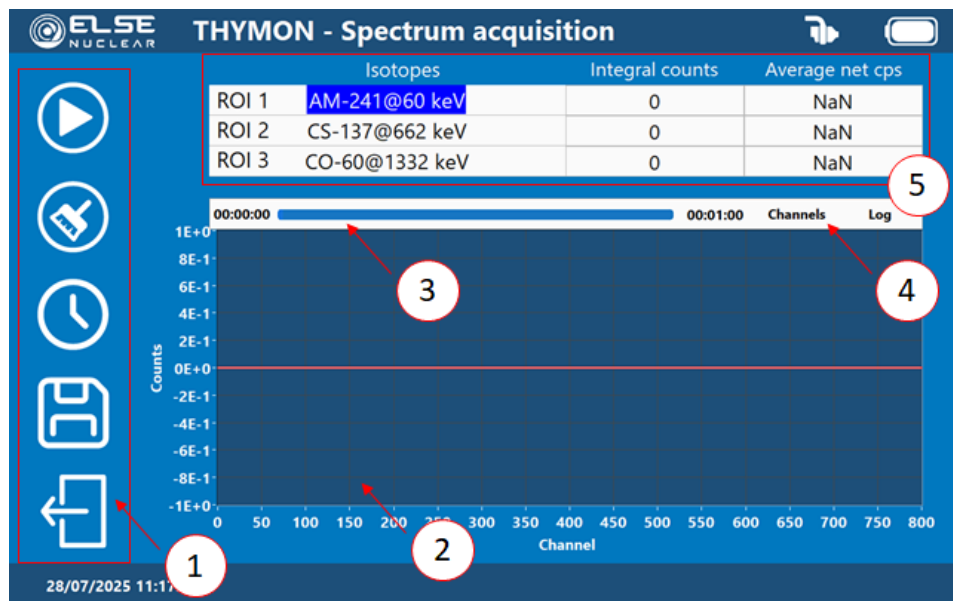 ELSE NUCLEAR THYMON - Spectrum acquisition
Isotopes Integral counts Average net cps
ROI 1 AM-241@60 keV 0 NaN
ROI 2 CS-137@662 keV 0 NaN
ROI 3 CO-60@1332 keV 0 NaN
5
00:00:00 00:01:00 Channels Log
1E+0
8E-1
6E-1
3
4
4E-1
2E-1
0E+0
Counts
-2E-1
-4E-1
-6E-1
-8E-1
-1E+0
0 50 100 150 200 250 300 350 400 450 500 550 600 650 700 750 800
Channel
2
1
28/07/2025 11:17